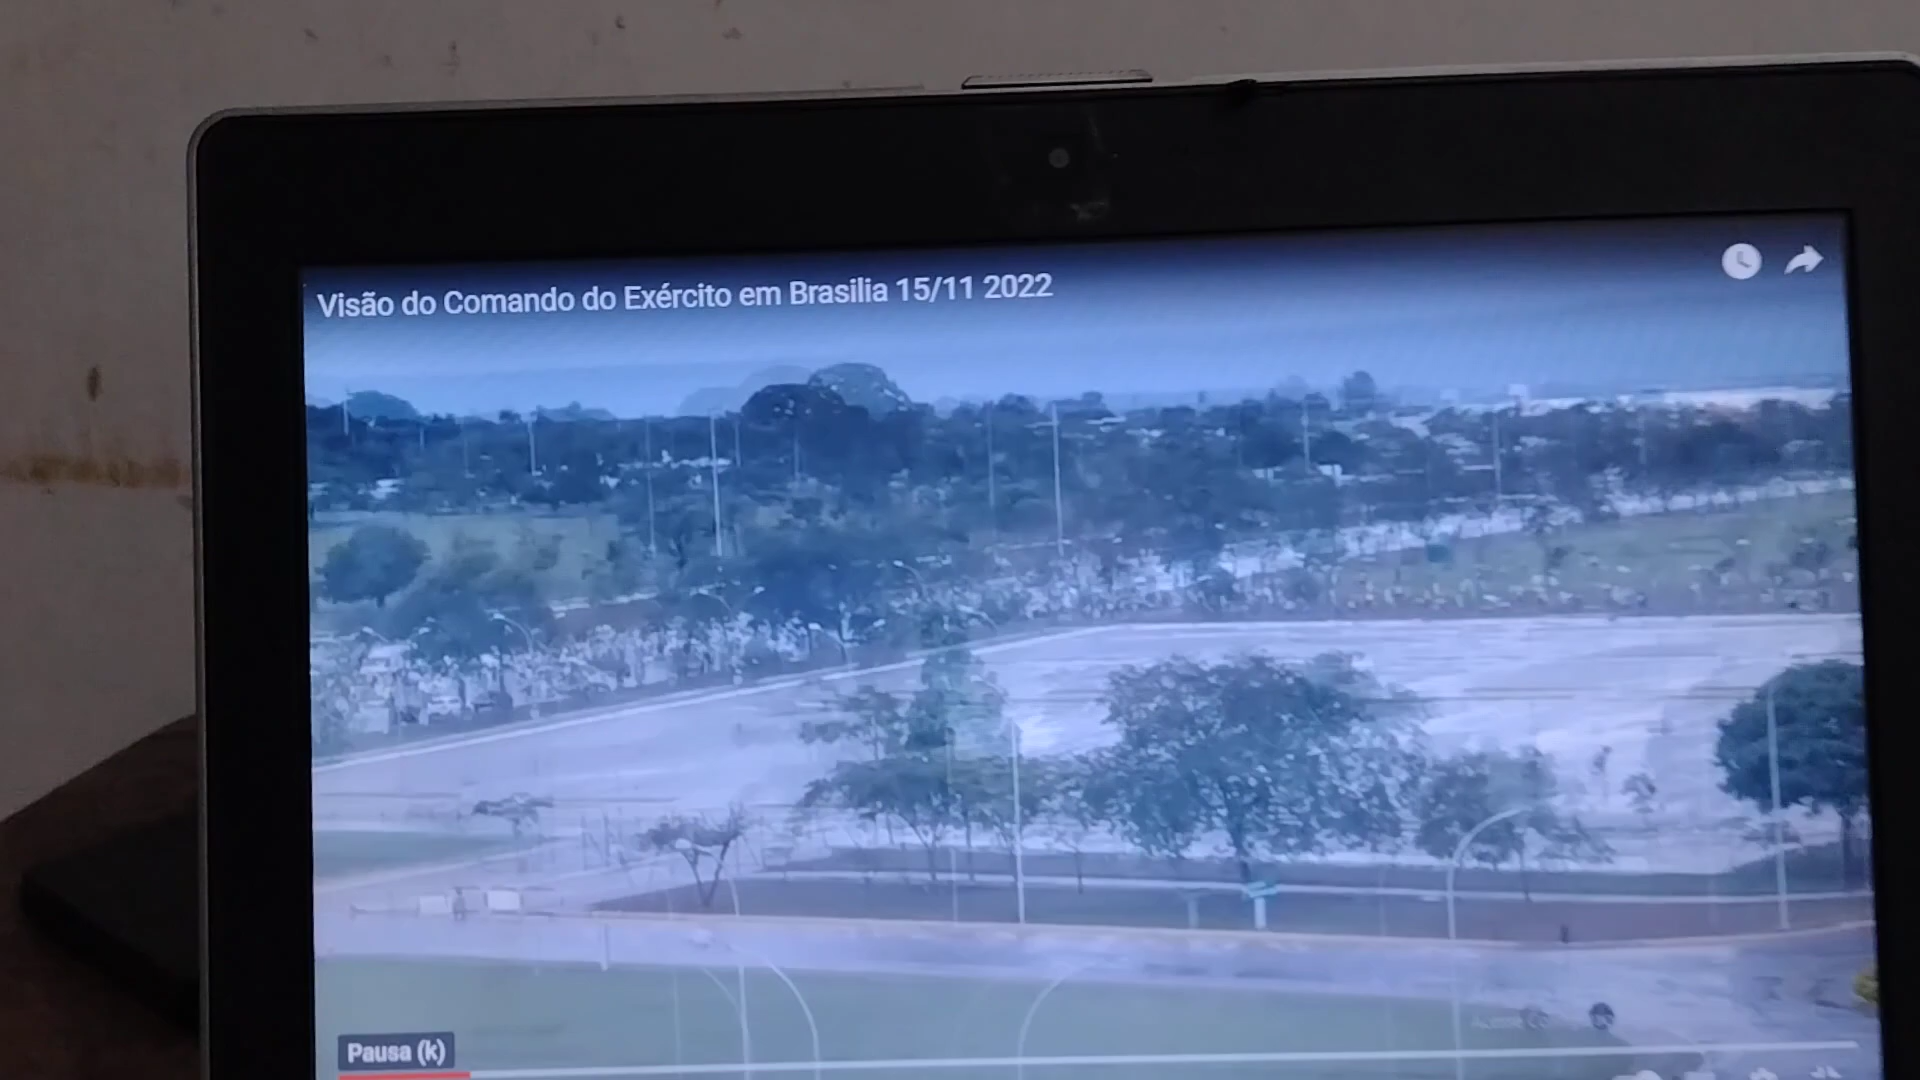 Visão do Comando do Exército em Brasilia 15/11 2022
Pausa (k)